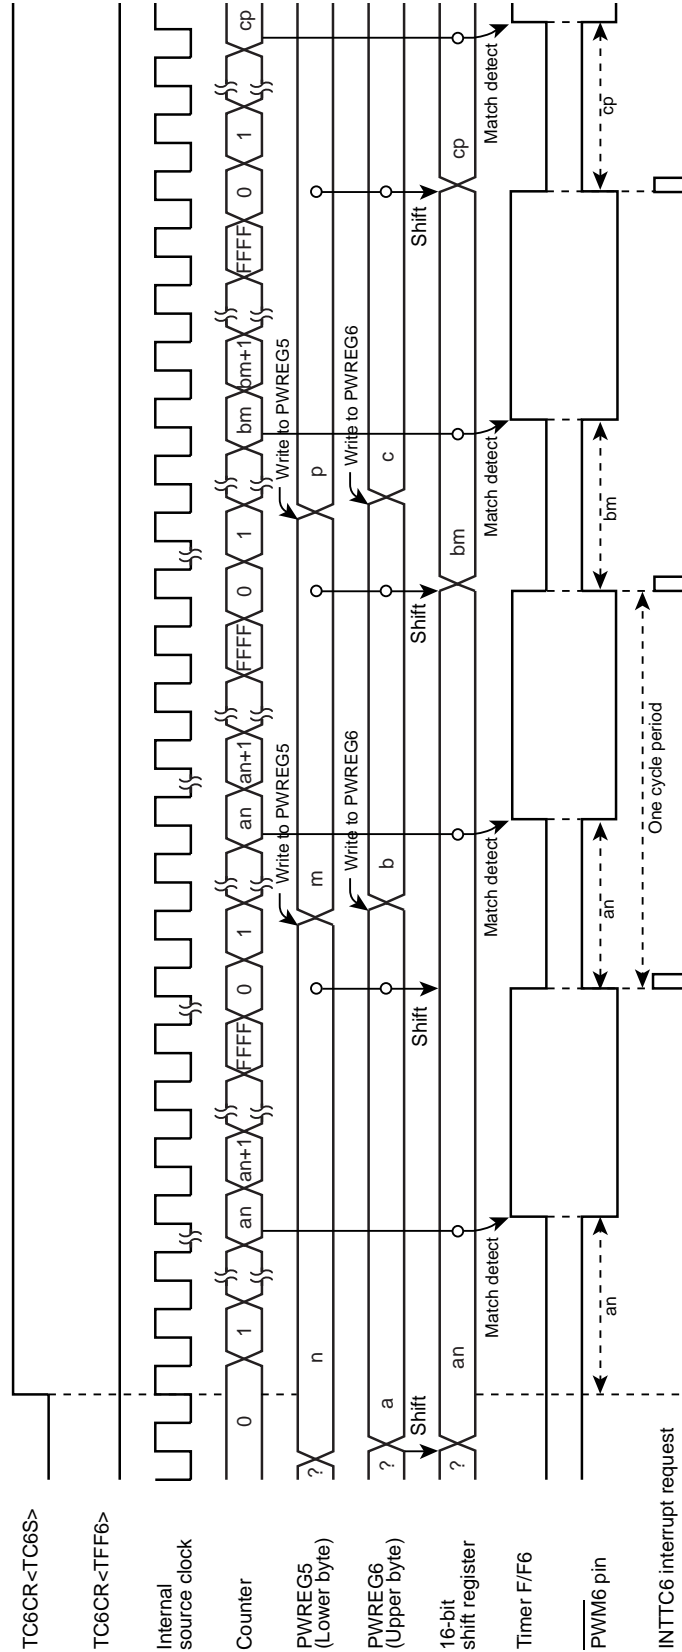 TC6CR<TC6S>
TC6CR<TFF6>
Internal
source clock
Counter 0 1 an an+1 FFFF 0 1 an an+1 FFFF 0 1 bm bm+1 FFFF 0 1 cp
Write to PWREG5 Write to PWREG5
PWREG5
(Lower byte) ? n m p
Write to PWREG6 Write to PWREG6
PWREG6
(Upper byte) ? a b c
Shift Shift Shift Shift
16-bit
shift register ? an bm cp
Match detect Match detect Match detect Match detect
Timer F/F6
PWM6 pin an an bm cp
One cycle period
INTTC6 interrupt request